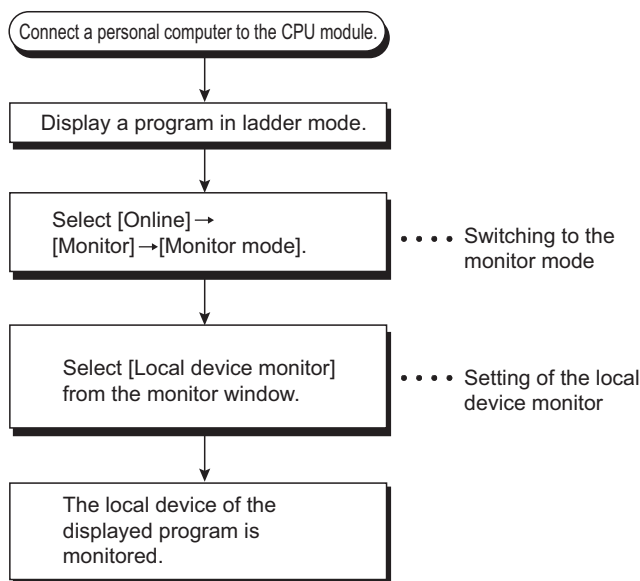 Connect a personal computer to the CPU module.
Display a program in ladder mode.
Select [Online]→
[Monitor]→[Monitor mode].
Switching to the
monitor mode
Select [Local device monitor]
from the monitor window.
Setting of the local
device monitor
The local device of the
displayed program is
monitored.